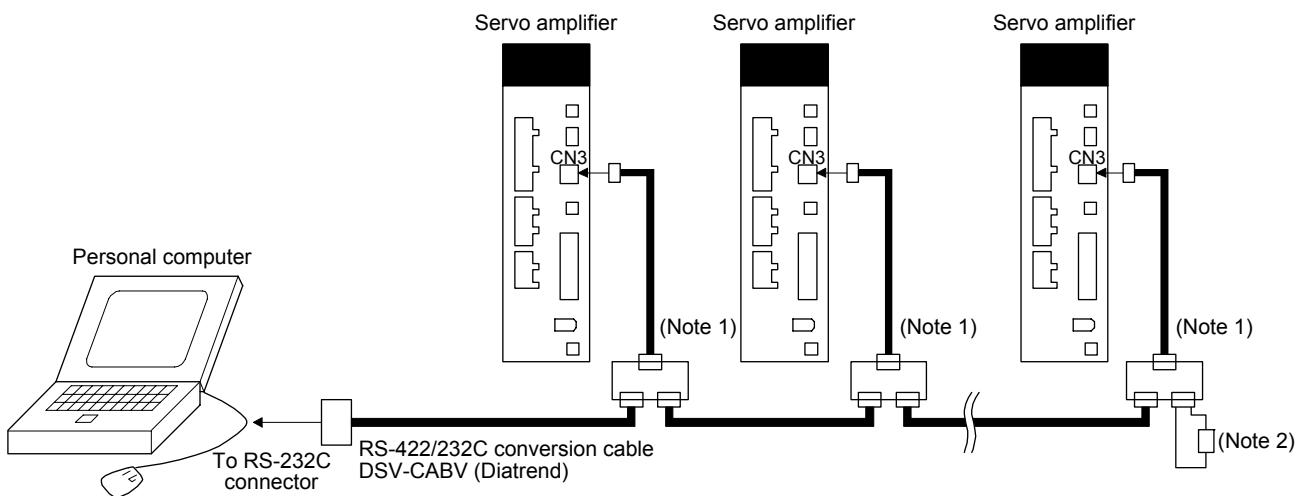 Servo amplifier
Servo amplifier
Servo amplifier
CN3
CN3
CN3
Personal computer
(Note 1)
(Note 1)
(Note 1)
To RS-232C
connector
RS-422/232C conversion cable
DSV-CABV (Diatrend)
(Note 2)